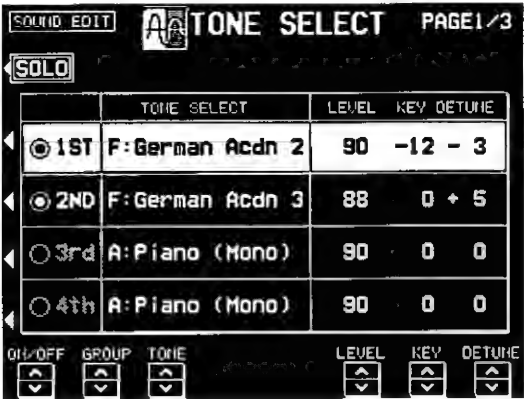 SOUND EDIT TONE SELECT PAGE1/3
SOLO
TONE SELECT LEVEL KEY DETUNE
1ST F:German Acdn 2 90 -12 - 3
2ND F:German Acdn 3 88 0 + 5
3rd A:Piano (Mono) 90 0 0
4th A:Piano (Mono) 90 0 0
ON/OFF GROUP TONE LEVEL KEY DETUNE